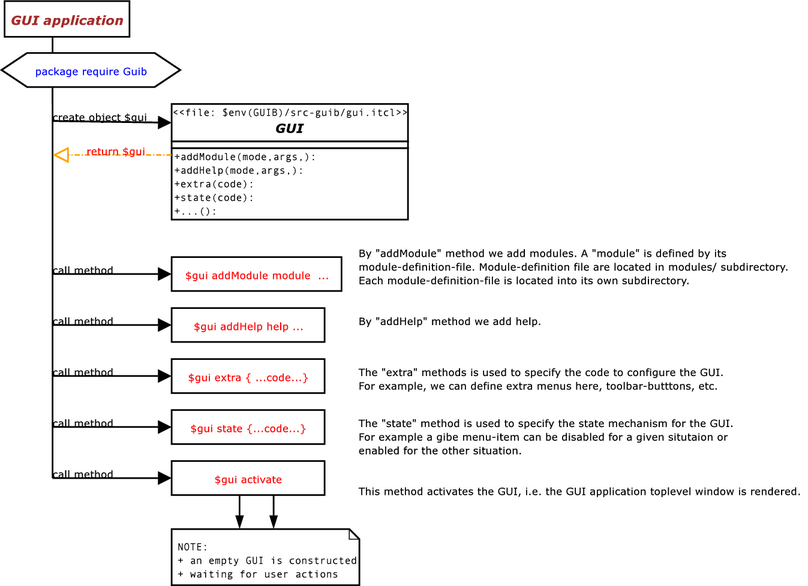 GUI application
package require Guib
create object $gui
<<file: $env(GUIB)/src-guib/gui.itcl>>
GUI
return $gui
+addModule(mode,args,):
+addHelp(mode,args,):
+extra(code):
+state(code):
+...():
call method
$gui addModule module ...
By "addModule" method we add modules. A "module" is defined by its
module-definition-file. Module-definition file are located in modules/ subdirectory.
Each module-definition-file is located into its own subdirectory.
call method
$gui addHelp help ...
By "addHelp" method we add help.
call method
$gui extra { ...code...}
The "extra" methods is used to specify the code to configure the GUI.
For example, we can define extra menus here, toolbar-butttons, etc.
call method
$gui state {...code...}
The "state" method is used to specify the state mechanism for the GUI.
For example a gibe menu-item can be disabled for a given situtaion or
enabled for the other situation.
call method
$gui activate
This method activates the GUI, i.e. the GUI application toplevel window is rendered.
NOTE:
+ an empty GUI is constructed
+ waiting for user actions